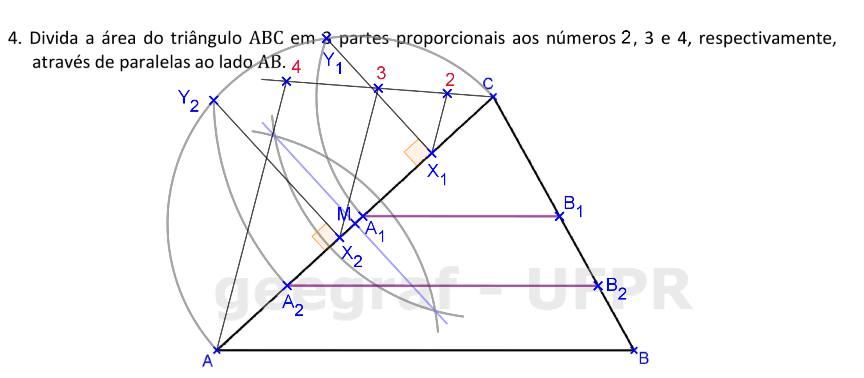 4. Divida a área do triângulo ABC em 3 partes proporcionais aos números 2, 3 e 4, respectivamente,
através de paralelas ao lado AB.
4
3
2
C
Y1
Y2
X1
B1
M
A1
X2
A2
B2
geegraf - UFPR
A
B